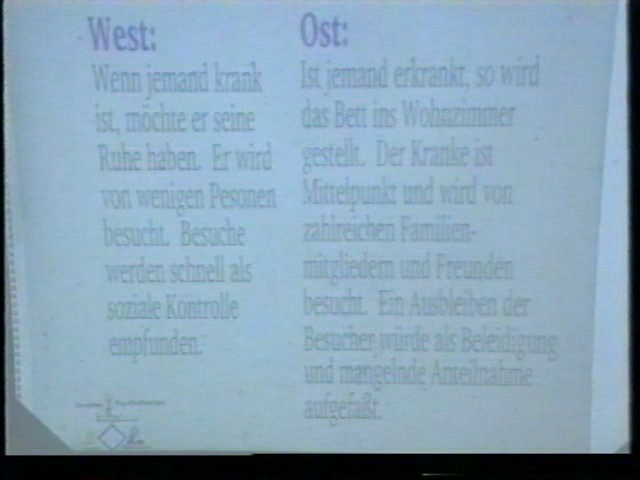 West:
Wenn jemand krank
ist, möchte er seine
Ruhe haben. Er wird
von wenigen Pesonen
besucht. Besuche
werden schnell als
soziale Kontrolle
empfunden.
Ost:
Ist jemand erkrankt, so wird
das Bett ins Wohnzimmer
gestellt. Der Kranke ist
Mittelpunkt und wird von
zahlreichen Familien-
mitgliedern und Freunden
besucht. Ein Ausbleiben der
Besucher würde als Beleidigung
und mangelnde Anteilnahme
aufgefaßt.